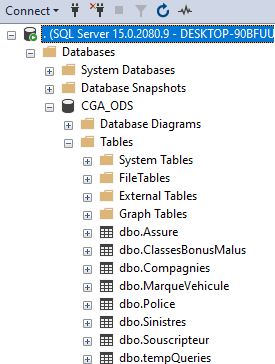 Connect
. (SQL Server 15.0.2080.9 - DESKTOP-90BFUU
Databases
System Databases
Database Snapshots
CGA_ODS
Database Diagrams
Tables
System Tables
FileTables
External Tables
Graph Tables
dbo.Assure
dbo.ClassesBonusMalus
dbo.Compagnies
dbo.MarqueVehicule
dbo.Police
dbo.Sinistres
dbo.Souscripteur
dbo.tempQueries